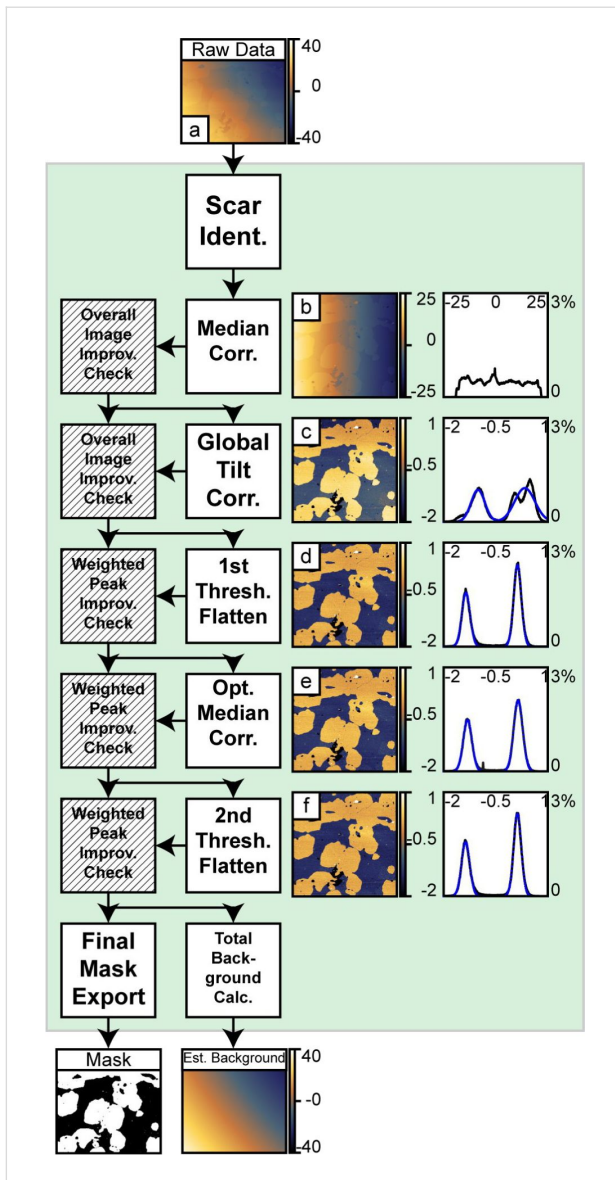 Raw Data
40
0
-40
a
Scar
Ident.
Overall
Image
Improv.
Check
Median
Corr.
b
25
0
-25
-25 0 25
3%
0
Overall
Image
Improv.
Check
Global
Tilt
Corr.
c
1
-0.5
-2
-2 -0.5 1
13%
0
Weighted
Peak
Improv.
Check
1st
Thresh.
Flatten
d
1
-0.5
-2
-2 -0.5 1
13%
0
Weighted
Peak
Improv.
Check
Opt.
Median
Corr.
e
1
-0.5
-2
-2 -0.5 1
13%
0
Weighted
Peak
Improv.
Check
2nd
Thresh.
Flatten
f
1
-0.5
-2
-2 -0.5 1
13%
0
Final
Mask
Export
Total
Back-
ground
Calc.
Mask
Est. Background
40
-0
-40